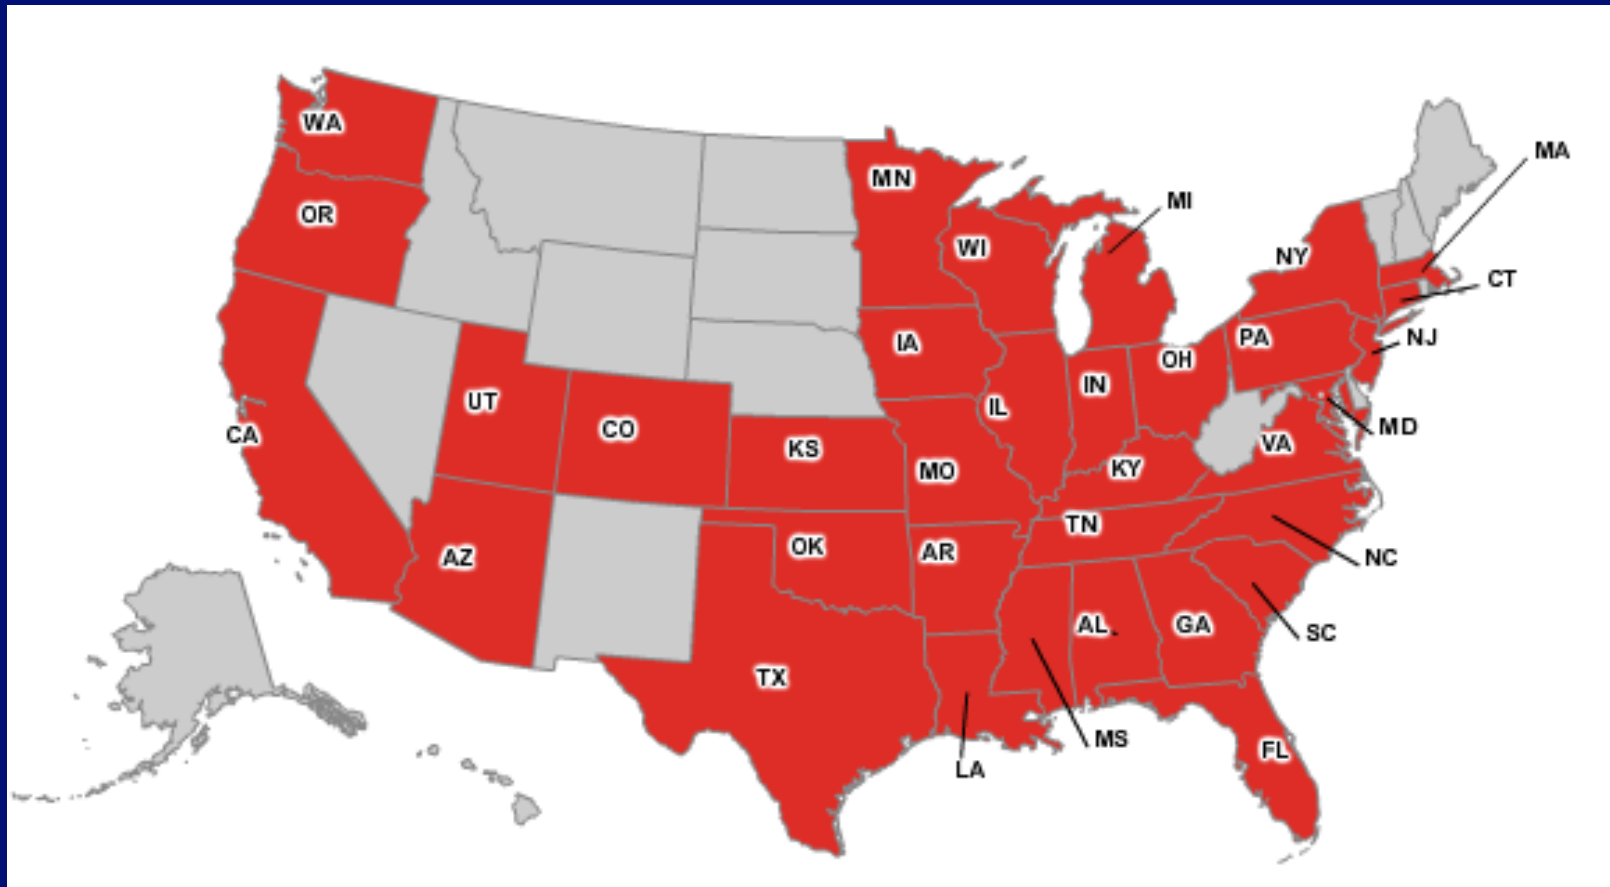 WA
MA
MN
MI
OR
WI
NY
CT
IA
PA
NJ
OH
IN
UT
IL
CO
MD
CA
VA
KS
KY
MO
TN
OK
AR
AZ
NC
AL.
GA
SC
TX
MS
FL
LA